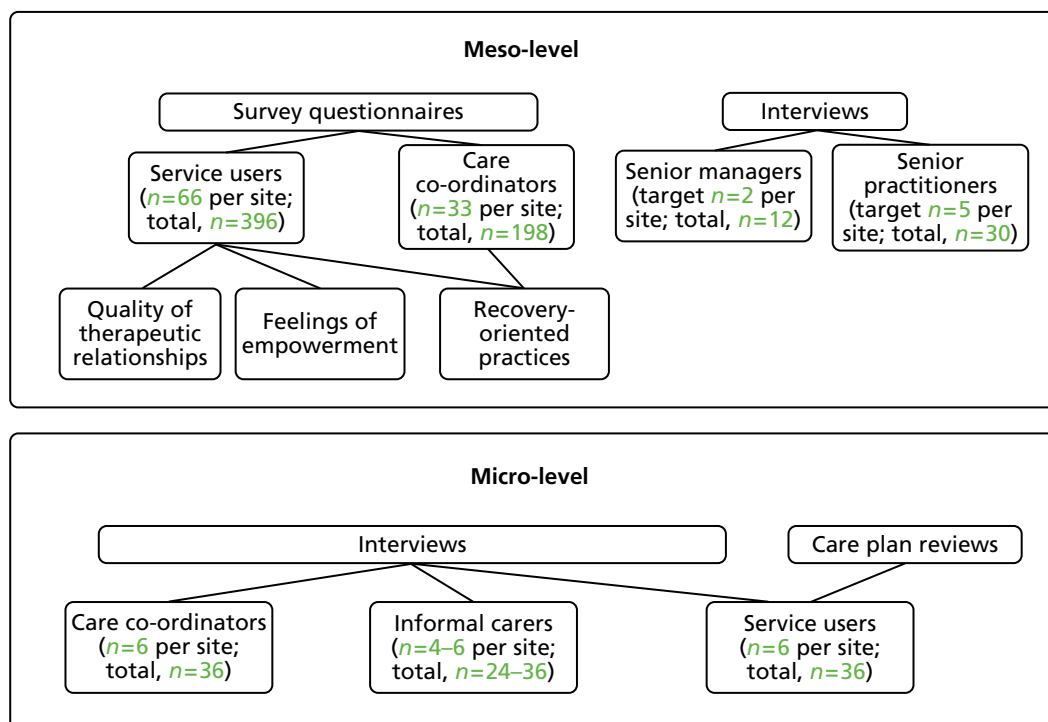 Meso-level
Survey questionnaires
Interviews
Service
users
(n=66 per site;
total, n=396)
Care
co-ordinators
(n=33 per site;
total, n=198)
Senior managers
(target n=2 per
site; total, n=12)
Senior
practitioners
(target n=5 per
site; total, n=30)
Quality of
therapeutic
relationships
Feelings of
empowerment
Recovery-
oriented
practices
Micro-level
Interviews
Care plan reviews
Care co-ordinators
(n=6 per site;
total, n=36)
Informal carers
(n=4–6 per site;
total, n=24–36)
Service users
(n=6 per site;
total, n=36)